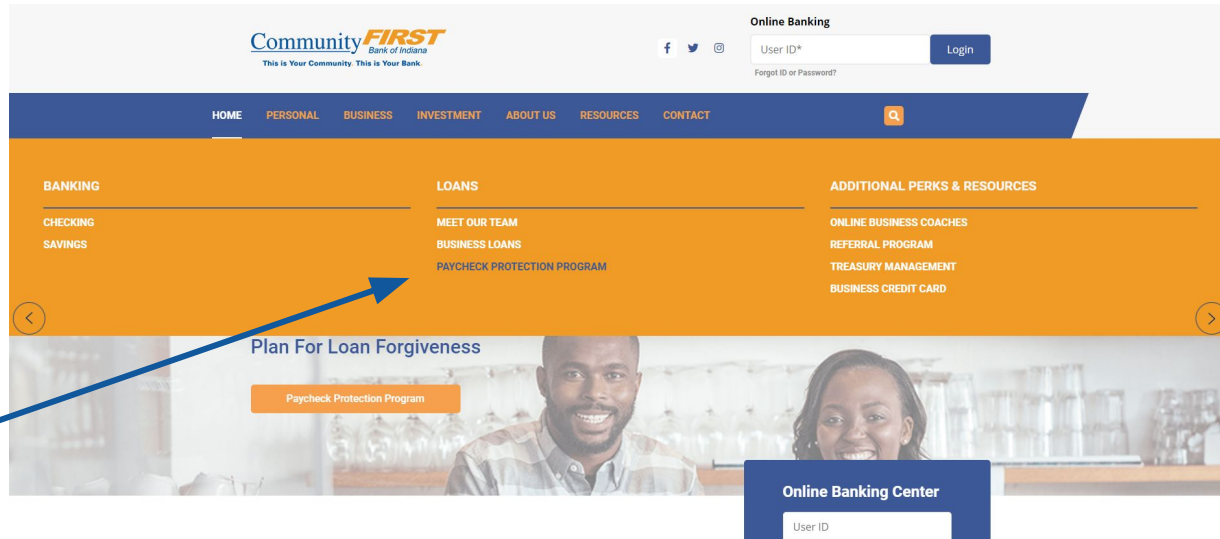 Community FIRST
Bank of Indiana
This is Your Community. This is Your Bank.
Online Banking
User ID*
Login
Forgot ID or Password?
HOME PERSONAL BUSINESS INVESTMENT ABOUT US RESOURCES CONTACT
BANKING
CHECKING
SAVINGS
LOANS
MEET OUR TEAM
BUSINESS LOANS
PAYCHECK PROTECTION PROGRAM
ADDITIONAL PERKS & RESOURCES
ONLINE BUSINESS COACHES
REFERRAL PROGRAM
TREASURY MANAGEMENT
BUSINESS CREDIT CARD
Plan For Loan Forgiveness
Paycheck Protection Program
Online Banking Center
User ID